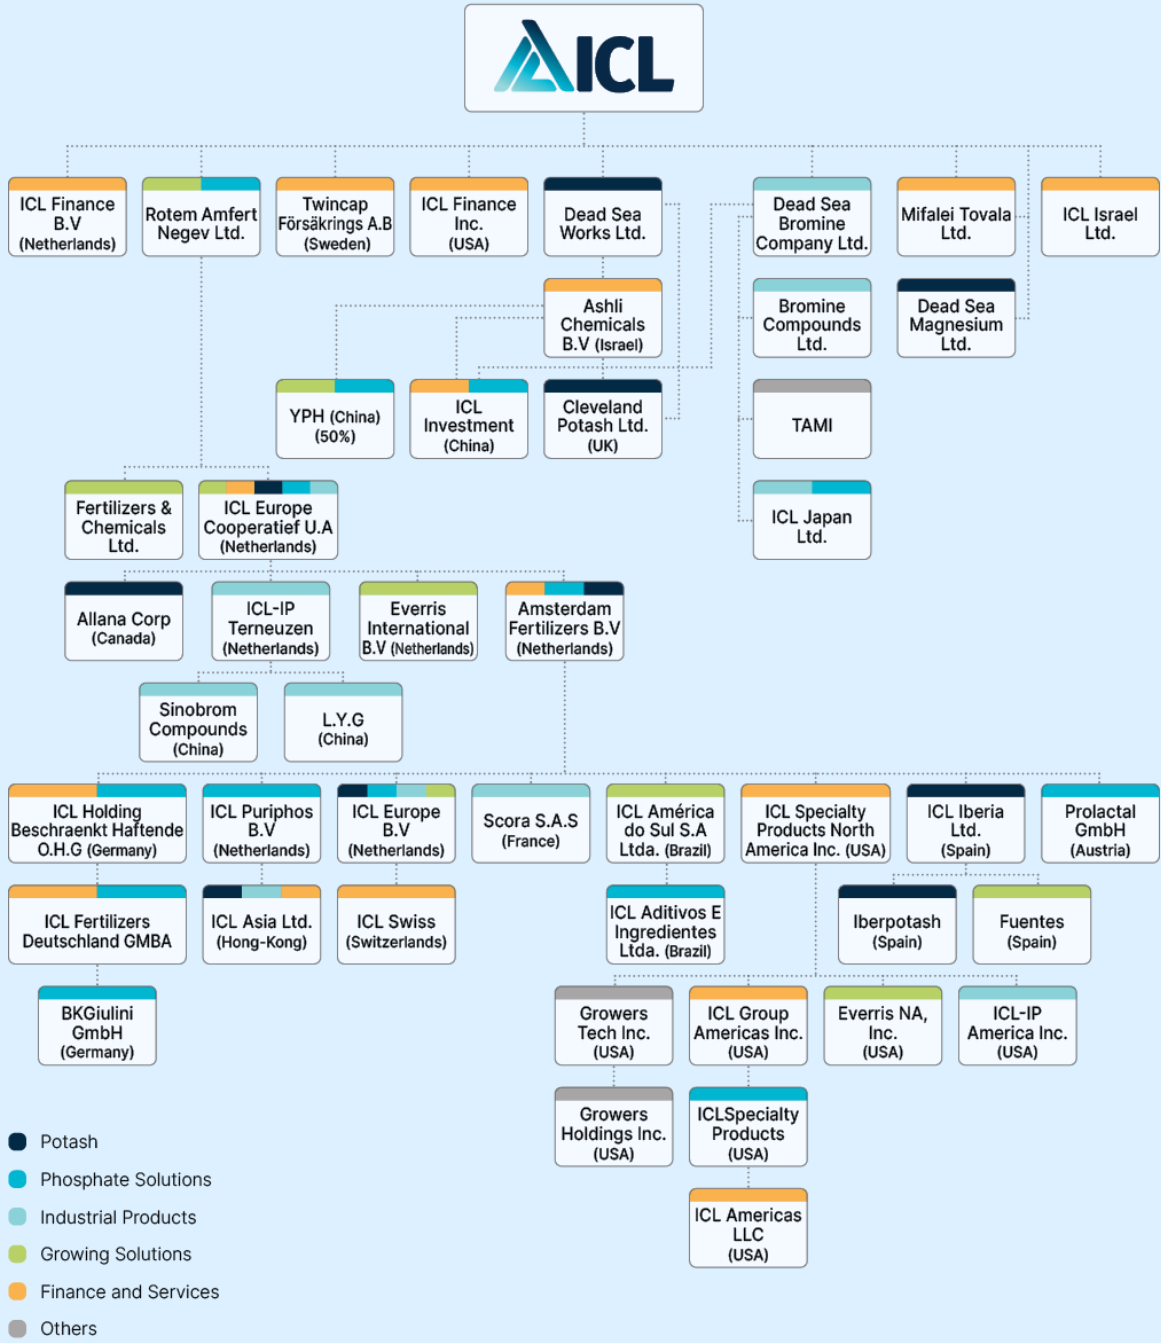 ICL
ICL Finance
B.V
(Netherlands)
Rotem Amfert
Negev Ltd.
Twincap
Försäkrings A.B
(Sweden)
ICL Finance
Inc.
(USA)
Dead Sea
Works Ltd.
Dead Sea
Bromine
Company Ltd.
Mifalei Tovala
Ltd.
ICL Israel
Ltd.
Ashli
Chemicals
B.V (Israel)
Bromine
Compounds
Ltd.
Dead Sea
Magnesium
Ltd.
YPH (China)
(50%)
ICL
Investment
(China)
Cleveland
Potash Ltd.
(UK)
TAMI
Fertilizers &
Chemicals
Ltd.
ICL Europe
Cooperatief U.A
(Netherlands)
ICL Japan
Ltd.
Allana Corp
(Canada)
ICL-IP
Terneuzen
(Netherlands)
Everris
International
B.V (Netherlands)
Amsterdam
Fertilizers B.V
(Netherlands)
Sinobrom
Compounds
(China)
L.Y.G
(China)
ICL Holding
Beschraenkt Haftende
O.H.G (Germany)
ICL Puriphos
B.V
(Netherlands)
ICL Europe
B.V
(Netherlands)
Scora S.A.S
(France)
ICL América
do Sul S.A
Ltda. (Brazil)
ICL Specialty
Products North
America Inc. (USA)
ICL Iberia
Ltd.
(Spain)
Prolactal
GmbH
(Austria)
ICL Fertilizers
Deutschland GMBA
ICL Asia Ltd.
(Hong-Kong)
ICL Swiss
(Switzerlands)
ICL Aditivos E
Ingredientes
Ltda. (Brazil)
Iberpotash
(Spain)
Fuentes
(Spain)
BKGiulini
GmbH
(Germany)
Growers
Tech Inc.
(USA)
ICL Group
Americas Inc.
(USA)
Everris NA,
Inc.
(USA)
ICL-IP
America Inc.
(USA)
Growers
Holdings Inc.
(USA)
ICLSpecialty
Products
(USA)
ICL Americas
LLC
(USA)
Potash
Phosphate Solutions
Industrial Products
Growing Solutions
Finance and Services
Others